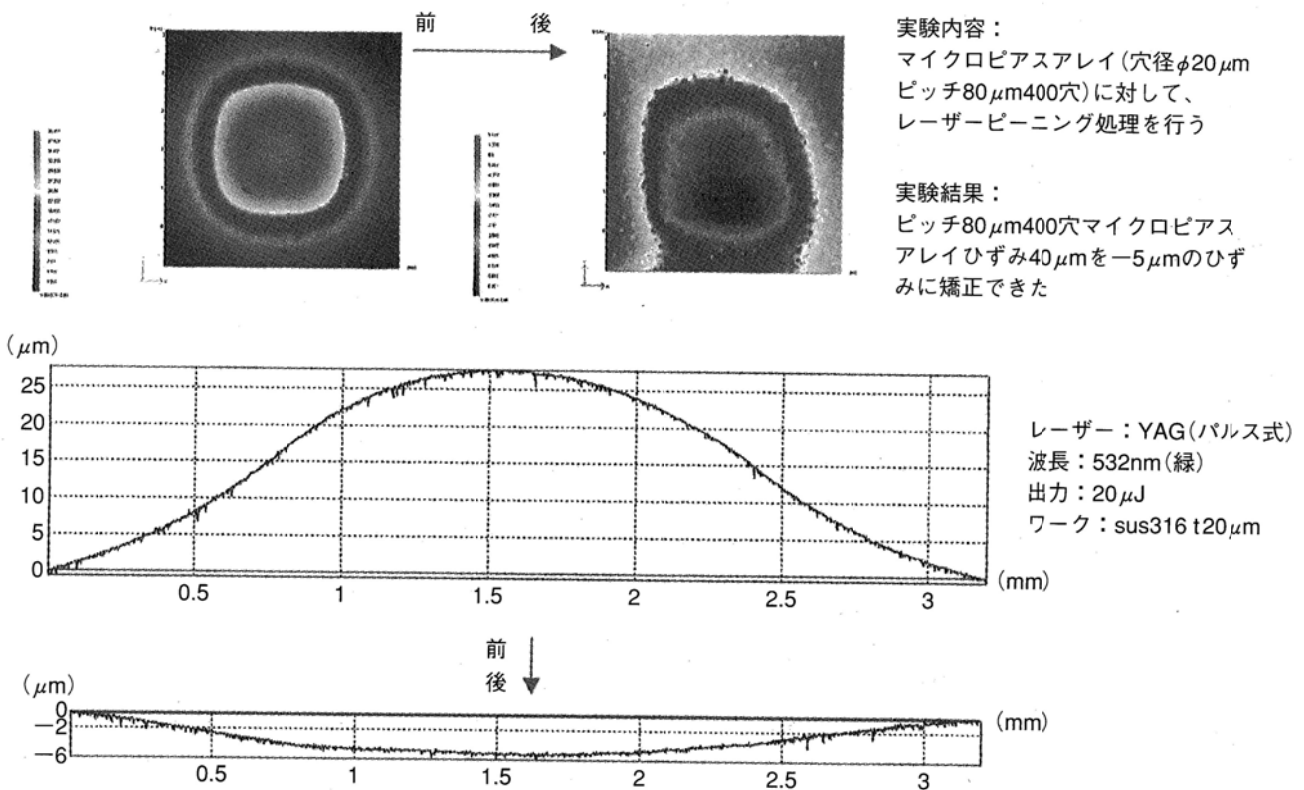 前 後
実験内容：
マイクロピアスアレイ（穴径φ20μm
ピッチ80μm400穴）に対して、
レーザーピーニング処理を行う
実験結果：
ピッチ80μm400穴マイクロピアス
アレイひずみ40μmを－5μmのひず
みに矯正できた
（μm）
25
20
15
10
5
0
0.5 1 1.5 2 2.5 3 （mm）
レーザー：YAG（パルス式）
波長：532nm（緑）
出力：20μJ
ワーク：sus316 t20μm
前
後
（μm）
0
－2
－6
0.5 1 1.5 2 2.5 3
（mm）